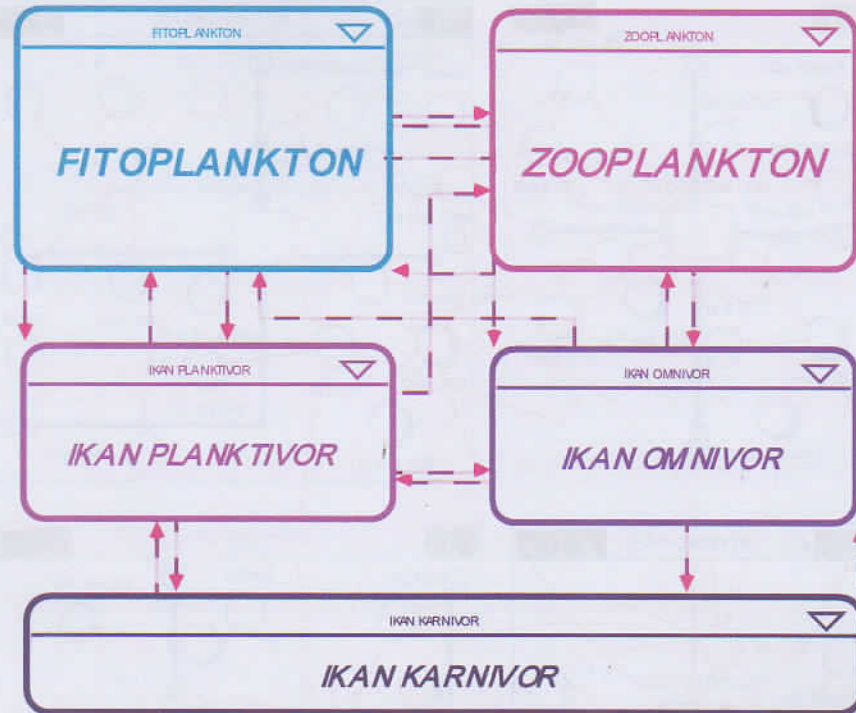 FITOPLANKTON
FITOPLANKTON
ZOOPLANKTON
ZOOPLANKTON
IKAN PLANKTIVOR
IKAN PLANKTIVOR
IKAN OMNIVOR
IKAN OMNIVOR
IKAN KARNIVOR
IKAN KARNIVOR